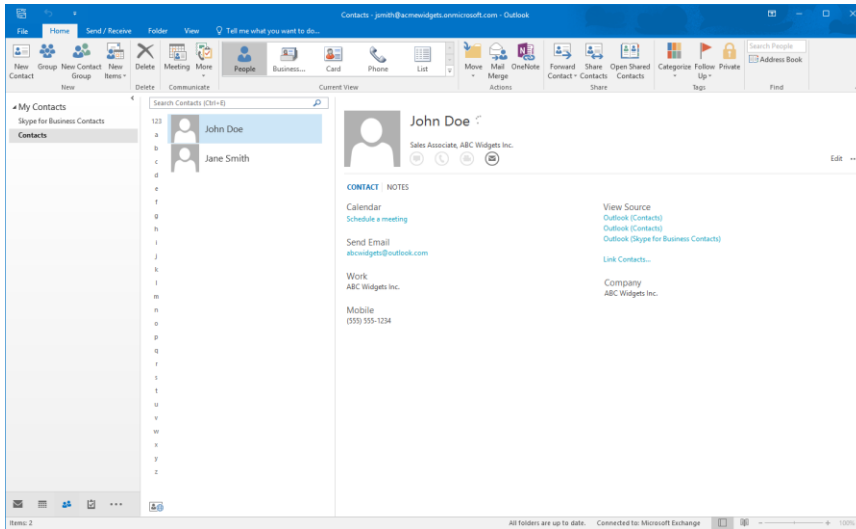 Contacts - jsmith@acmewidgets.onmicrosoft.com - Outlook
File Home Send / Receive Folder View Tell me what you want to do...
New Contact
Group
New Contact Group
New Items
New
Delete
Delete
Meeting
More
Communicate
People
Business...
Card
Phone
List
Current View
Move
Mail Merge
OneNote
Actions
Forward Contact
Share Contacts
Open Shared Contacts
Share
Categorize
Follow Up
Private
Tags
Search People
Address Book
Find
My Contacts
Skype for Business Contacts
Contacts
Search Contacts (Ctrl+E)
123
a
b
c
d
e
f
g
h
i
j
k
l
m
n
o
p
q
r
s
t
u
v
w
x
y
z
John Doe
Jane Smith
John Doe
Sales Associate, ABC Widgets Inc.
Edit
CONTACT NOTES
Calendar
Schedule a meeting
Send Email
abcwidgets@outlook.com
Work
ABC Widgets Inc.
Mobile
(555) 555-1234
View Source
Outlook (Contacts)
Outlook (Contacts)
Outlook (Skype for Business Contacts)
Link Contacts...
Company
ABC Widgets Inc.
Items: 2
All folders are up to date. Connected to: Microsoft Exchange
100%